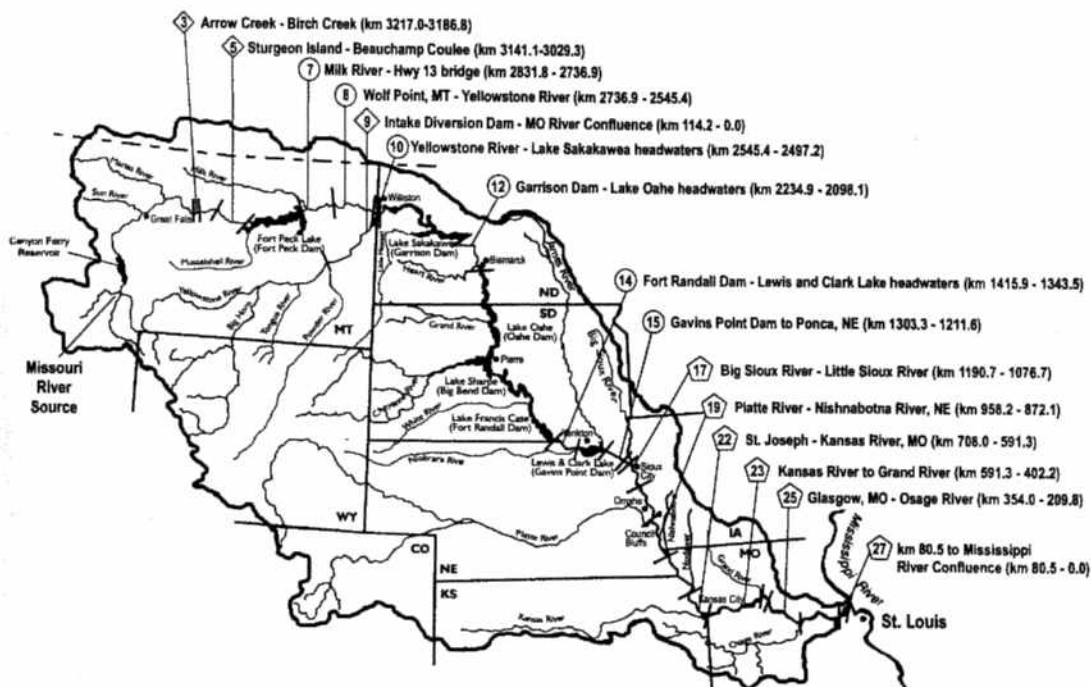 3 Arrow Creek - Birch Creek (km 3217.0-3186.8)
5 Sturgeon Island - Beauchamp Coulee (km 3141.1-3029.3)
7 Milk River - Hwy 13 bridge (km 2831.8 - 2736.9)
8 Wolf Point, MT - Yellowstone River (km 2736.9 - 2545.4)
9 Intake Diversion Dam - MO River Confluence (km 114.2 - 0.0)
10 Yellowstone River - Lake Sakakawea headwaters (km 2545.4 - 2497.2)
12 Garrison Dam - Lake Oahe headwaters (km 2234.9 - 2098.1)
14 Fort Randall Dam - Lewis and Clark Lake headwaters (km 1415.9 - 1343.5)
15 Gavins Point Dam to Ponca, NE (km 1303.3 - 1211.6)
17 Big Sioux River - Little Sioux River (km 1190.7 - 1076.7)
19 Platte River - Nishnabotna River, NE (km 958.2 - 872.1)
22 St. Joseph - Kansas River, MO (km 708.0 - 591.3)
23 Kansas River to Grand River (km 591.3 - 402.2)
25 Glasgow, MO - Osage River (km 354.0 - 209.8)
27 km 80.5 to Mississippi
River Confluence (km 80.5 - 0.0)
Marias River
Milk River
Sun River
Great Falls
Williston
Canyon Ferry
Reservoir
Fort Peck Lake
(Fort Peck Dam)
Musselshell River
Yellowstone River
Big Horn
Tongue River
Powder River
MT
Lake Sakakawea
(Garrison Dam)
Heart River
Bismarck
James River
ND
SD
Grand River
Lake Oahe
(Oahe Dam)
Big Sioux River
Pierre
Missouri
River
Source
Cheyenne River
Lake Sharpe
(Big Bend Dam)
White River
Lake Francis Case
(Fort Randall Dam)
Yankton
Niobrara River
Lewis & Clark Lake
(Gavins Point Dam)
Sioux
City
Omaha
Council
Bluffs
WY
Platte River
CO
NE
KS
IA
MO
Grand River
Kansas City
Kansas River
Osage River
Mississippi
River
St. Louis